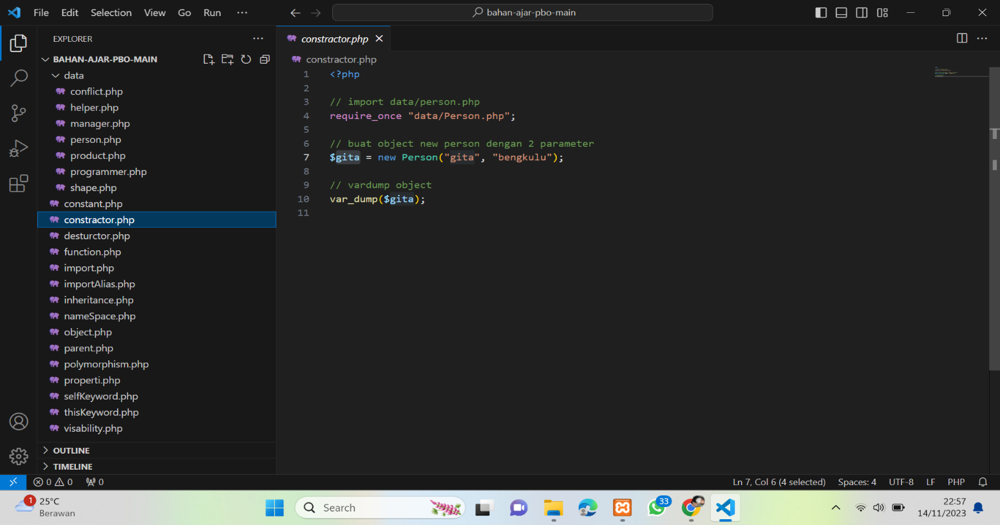 File Edit Selection View Go Run ···
bahan-ajar-pbo-main
EXPLORER
BAHAN-AJAR-PBO-MAIN
data
conflict.php
helper.php
manager.php
person.php
product.php
programmer.php
shape.php
constant.php
constractor.php
desturctor.php
function.php
import.php
importAlias.php
inheritance.php
nameSpace.php
object.php
parent.php
polymorphism.php
properti.php
selfKeyword.php
thisKeyword.php
visability.php
OUTLINE
TIMELINE
constractor.php
constractor.php
1 <?php
2
3 // import data/person.php
4 require_once "data/Person.php";
5
6 // buat object new person dengan 2 parameter
7 $gita = new Person("gita", "bengkulu");
8
9 // vardump object
10 var_dump($gita);
11
0 0 0
Ln 7, Col 6 (4 selected) Spaces: 4 UTF-8 LF PHP
1
25°C
Berawan
Search
33
22:57
14/11/2023